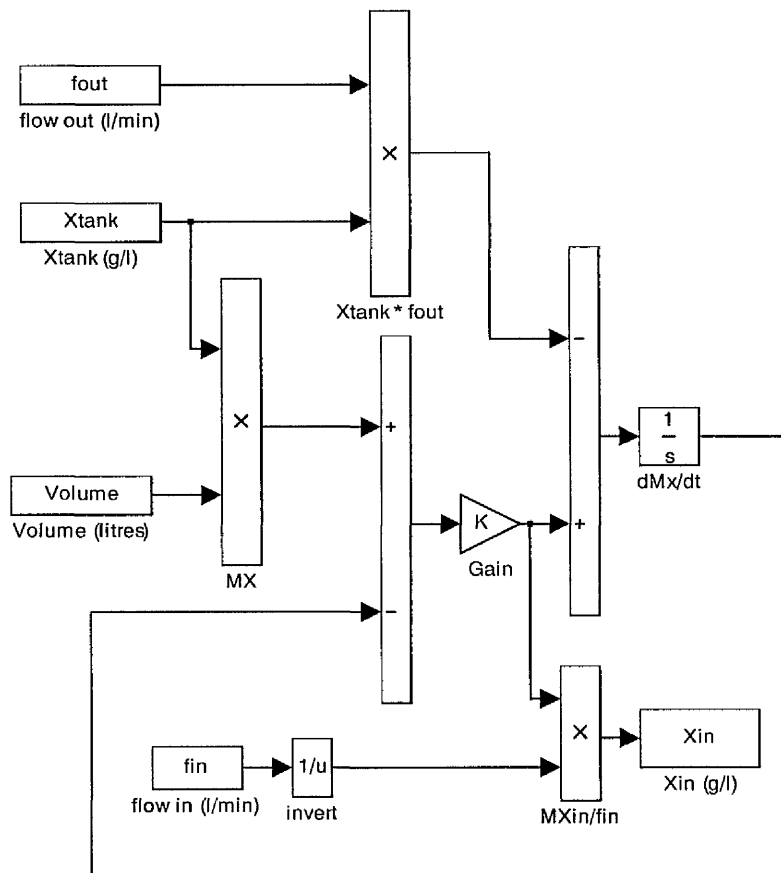 fout
flow out (l/min)
×
Xtank
Xtank (g/l)
Xtank* fout
−
×
+
1
s
dMx/dt
Volume
Volume (litres)
K
+
Gain
MX
−
×
Xin
fin
1/u
flow in (l/min)
invert
MXin/fin
Xin (g/l)